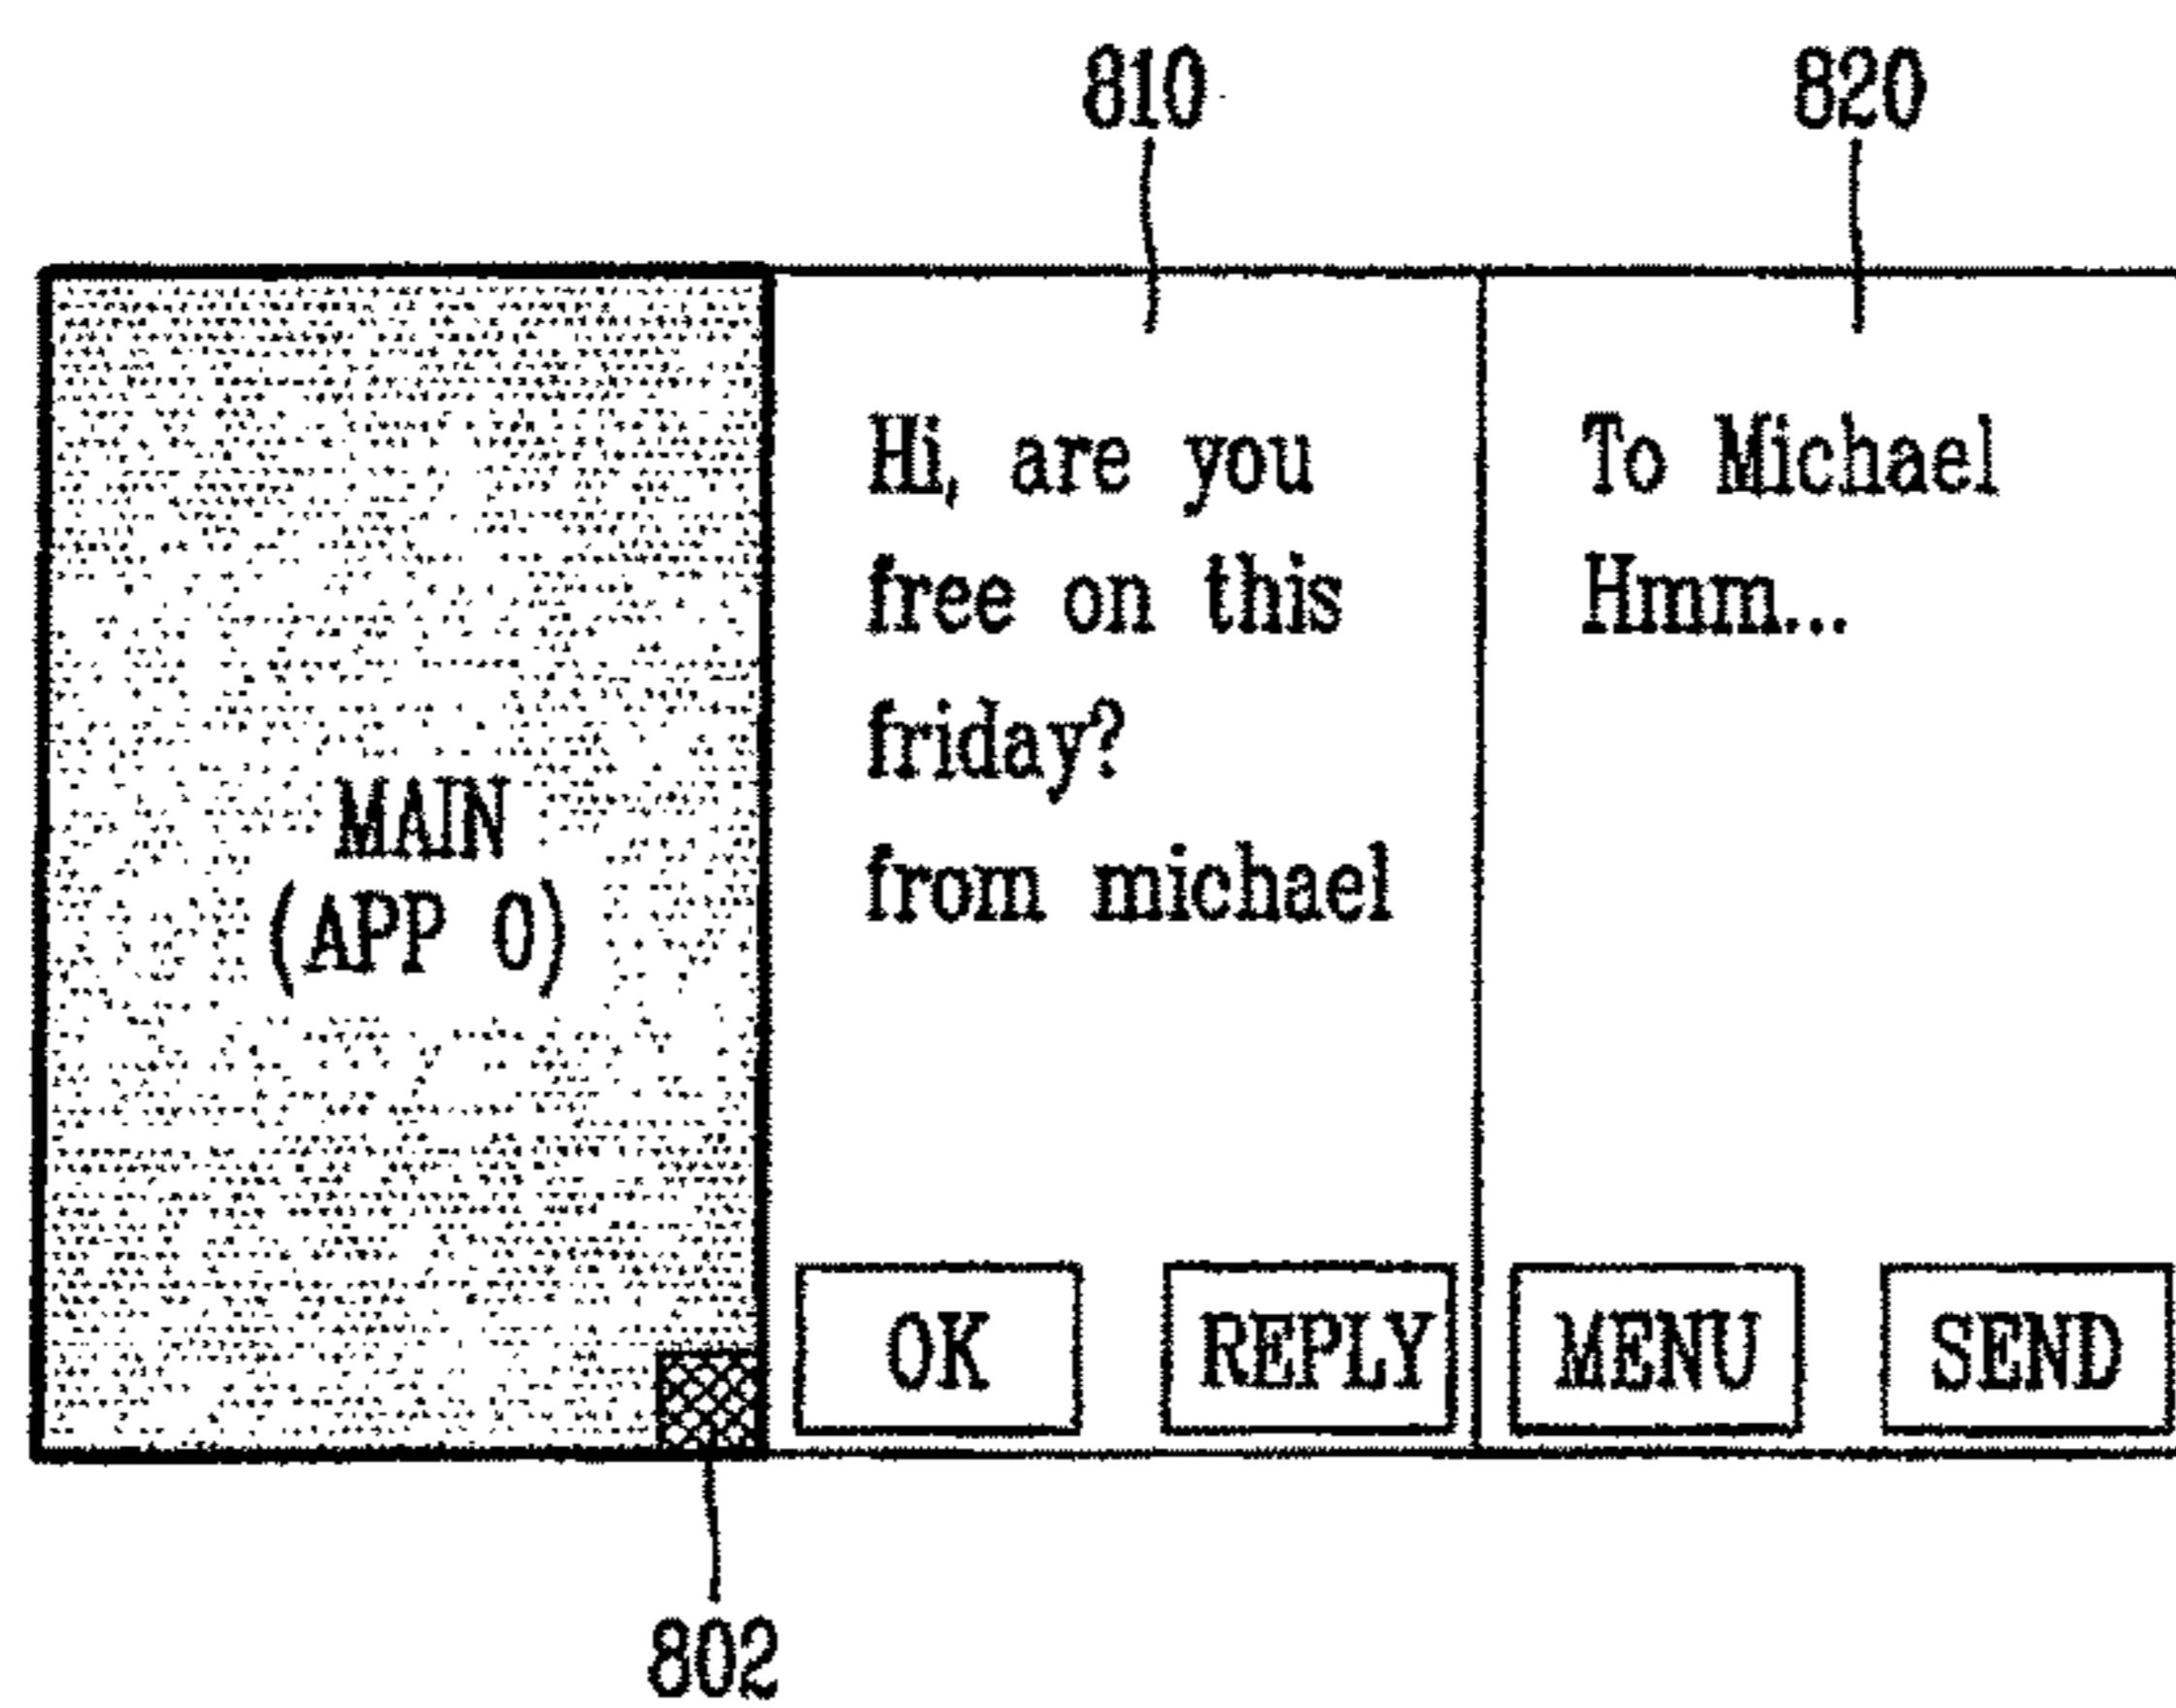 810
820
MAIN
(APP 0)
Hi, are you
free on this
friday?
from michael
OK
REPLY
To Michael
Hmm...
MENU
SEND
802